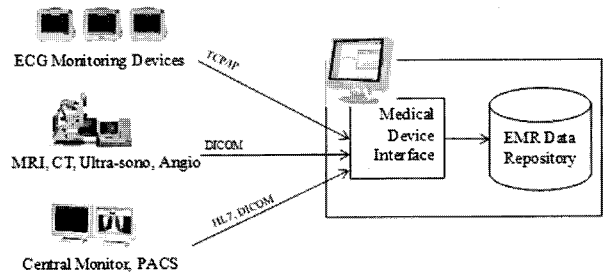 ECG Monitoring Devices
TCP/IP
MRI, CT, Ultra-sono, Angio
DICOM
Central Monitor, PACS
HL7, DICOM
Medical
Device
Interface
EMR Data
Repository